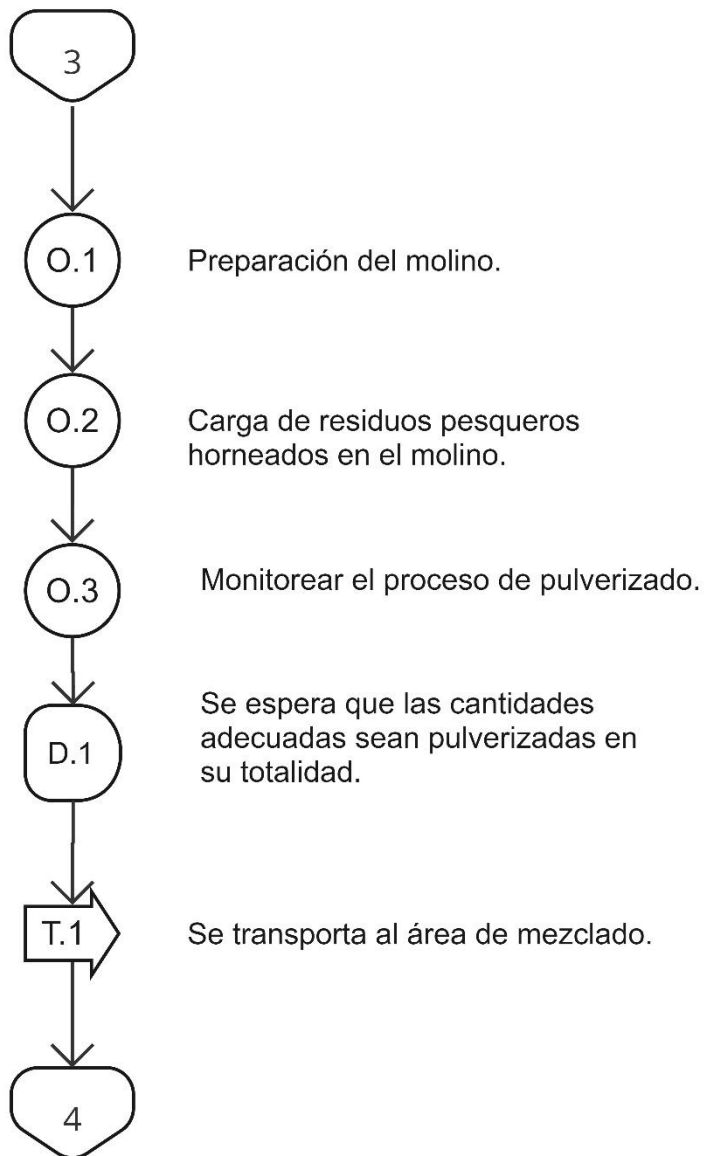 3
O.1
Preparación del molino.
O.2
Carga de residuos pesqueros
horneados en el molino.
O.3
Monitorear el proceso de pulverizado.
D.1
Se espera que las cantidades
adecuadas sean pulverizadas en
su totalidad.
T.1
Se transporta al área de mezclado.
4